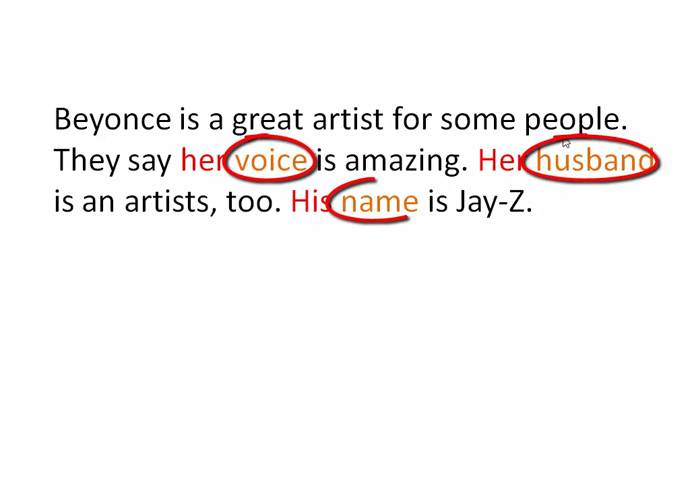 Beyonce is a great artist for some people.
They say her voice is amazing. Her husband
is an artists, too. His name is Jay-Z.